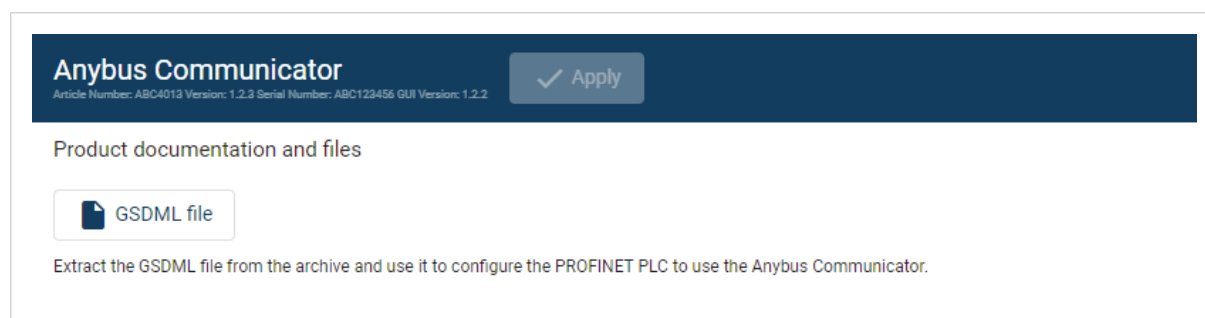 Anybus Communicator
Article Number: ABC4013 Version: 1.2.3 Serial Number: ABC123456 GUI Version: 1.2.2
Apply
Product documentation and files
GSDML file
Extract the GSDML file from the archive and use it to configure the PROFINET PLC to use the Anybus Communicator.